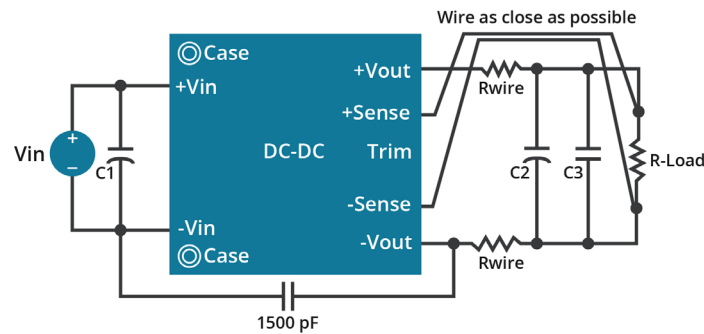 Wire as close as possible
Case
+Vin
+Vout
Rwire
+Sense
Vin
+
−
C1
DC-DC
Trim
C2
C3
R-Load
-Sense
-Vin
-Vout
Case
Rwire
1500 pF